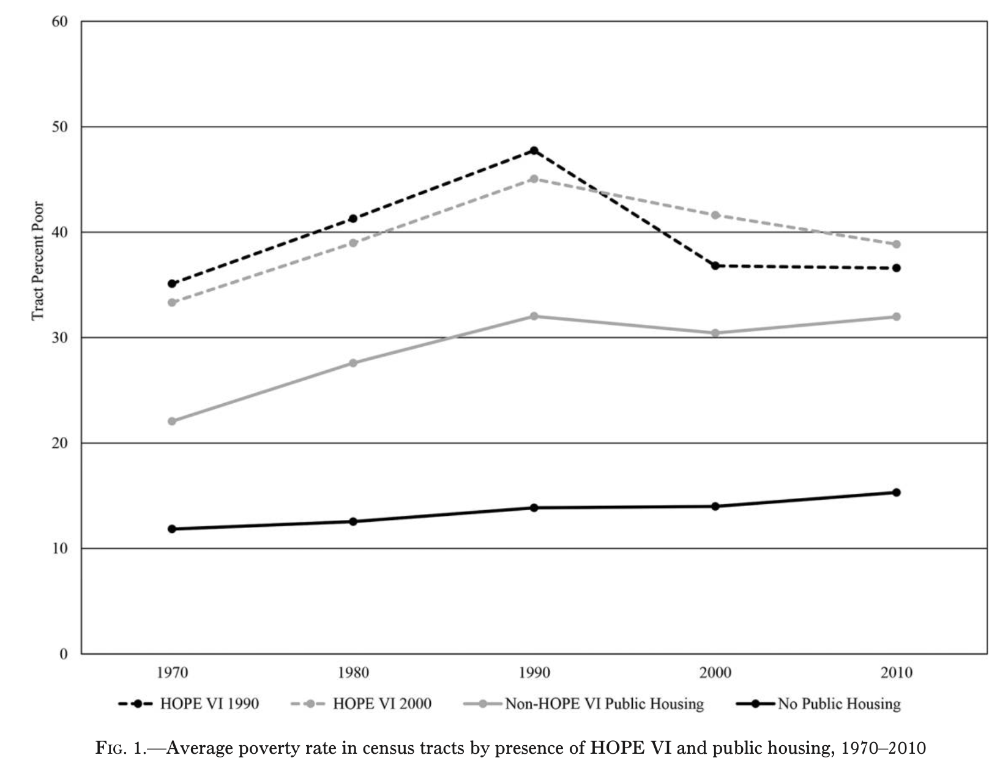 60
50
40
30
20
10
0
Tract Percent Poor
1970 1980 1990 2000 2010
HOPE VI 1990 HOPE VI 2000 Non-HOPE VI Public Housing No Public Housing
FIG. 1.—Average poverty rate in census tracts by presence of HOPE VI and public housing, 1970–2010